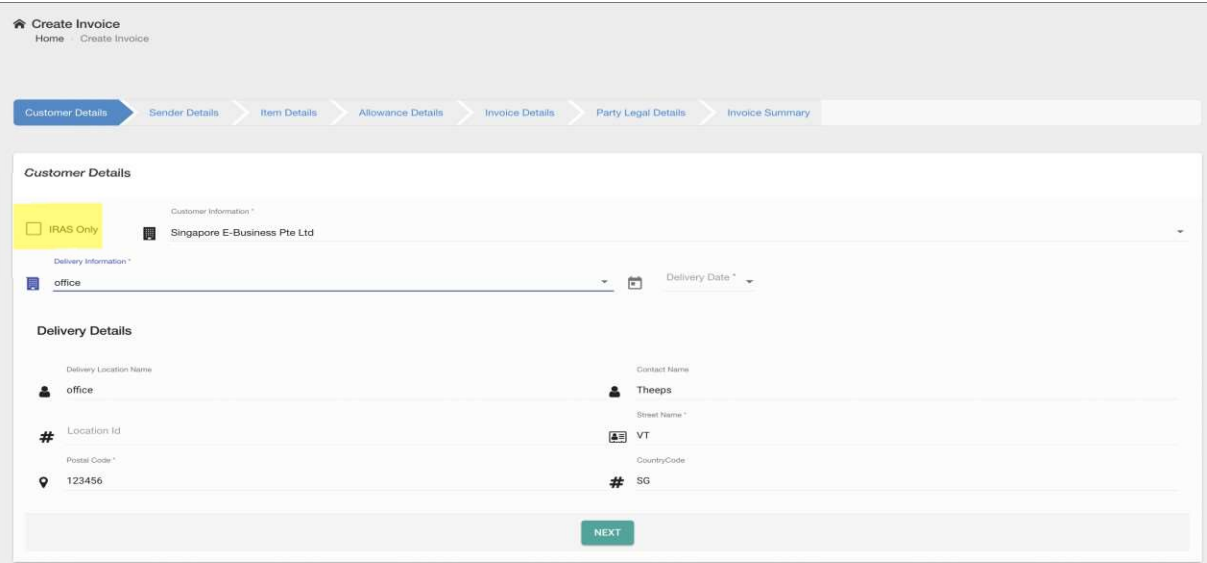 Create Invoice
Home Create Invoice
Customer Details Sender Details Item Details Allowance Details Invoice Details Party Legal Details Invoice Summary
Customer Details
IRAS Only
Customer Information *
Singapore E-Business Pte Ltd
Delivery Information *
office
Delivery Date *
Delivery Details
Delivery Location Name
office
Contact Name
Theeps
Location Id
Street Name *
VT
Postal Code *
123456
CountryCode
SG
NEXT